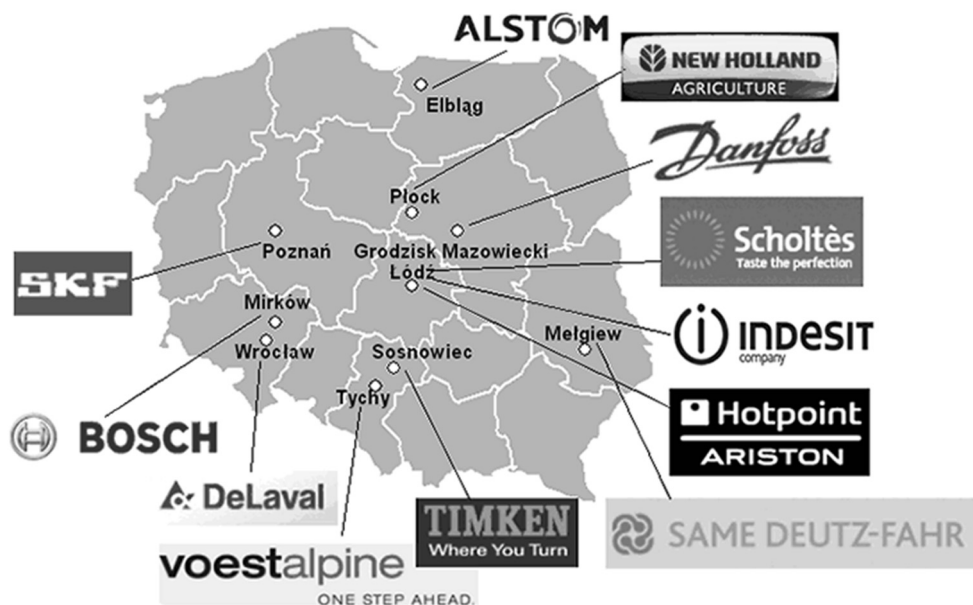 ALSTOM
NEW HOLLAND
AGRICULTURE
Elbląg
Danfoss
Płock
Scholtès
Taste the perfection
Poznań
Grodzisk Mazowiecki
Łódź
SKF
Mirków
Wrocław
Mełgiew
INDESIT
company
Sosnowiec
Tychy
Hotpoint
ARISTON
BOSCH
DeLaval
TIMKEN
Where You Turn
SAME DEUTZ-FAHR
voestalpine
ONE STEP AHEAD.